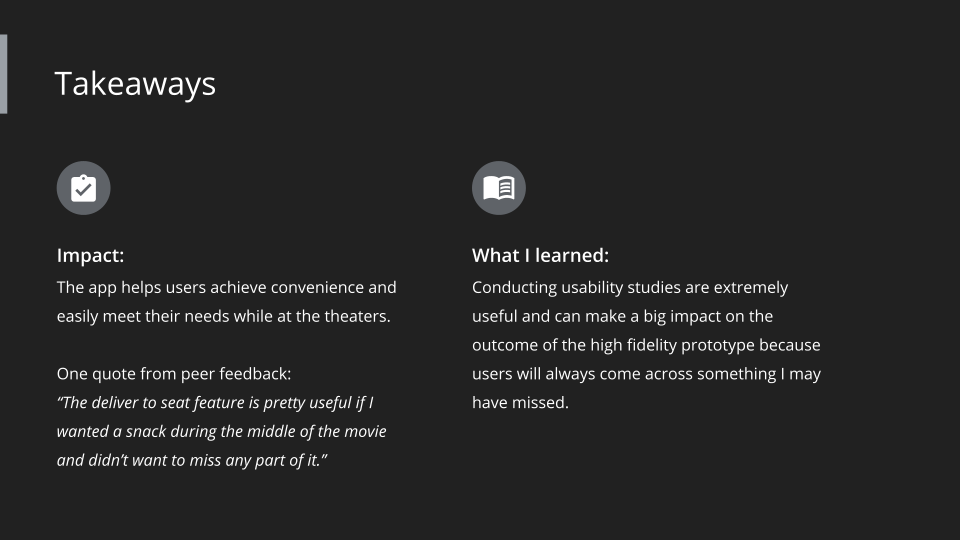 Takeaways
Impact:
The app helps users achieve convenience and
easily meet their needs while at the theaters.
One quote from peer feedback:
“The deliver to seat feature is pretty useful if I
wanted a snack during the middle of the movie
and didn’t want to miss any part of it.”
What I learned:
Conducting usability studies are extremely
useful and can make a big impact on the
outcome of the high fidelity prototype because
users will always come across something I may
have missed.